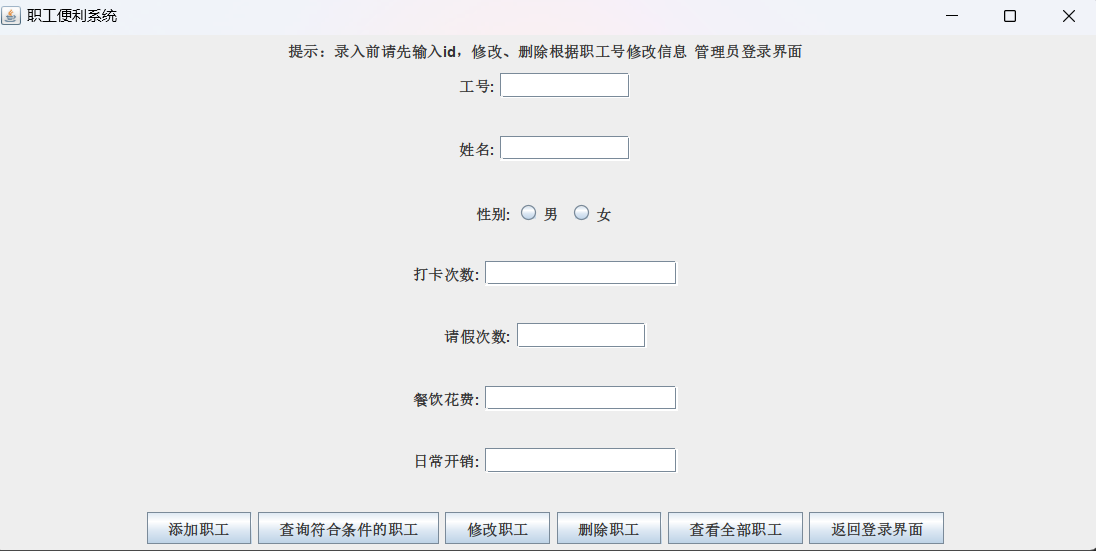 职工便利系统
提示：录入前请先输入id，修改、删除根据职工号修改信息 管理员登录界面
工号:
姓名:
性别: 男 女
打卡次数:
请假次数:
餐饮花费:
日常开销:
添加职工 查询符合条件的职工 修改职工 删除职工 查看全部职工 返回登录界面